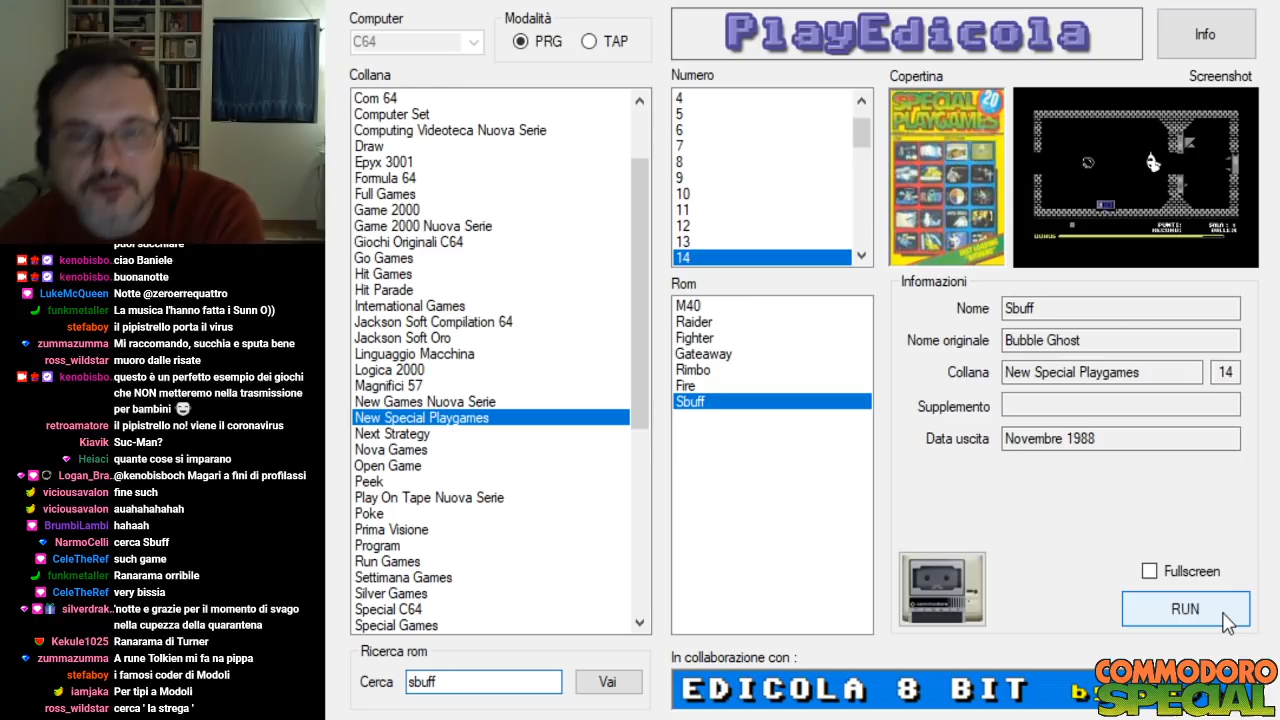 puoi succhiare
kenobisbo. ciao Baniele
kenobisbo. buonanotte
LukeMcQueen Notte @zeroerrequattro
funkmetaller La musica l'hanno fatta i Sunn O))
stefaboy il pipistrello porta il virus
zummazumma Mi raccomando, succhia e sputa bene
ross_wildstar muoro dalle risate
kenobisbo. questo è un perfetto esempio dei giochi
che NON metteremo nella trasmissione
per bambini
retroamatore il pipistrello no! viene il coronavirus
Kiavik Suc-Man?
Heiaci quante cose si imparano
Logan_Bra.. @kenobisboch Magari a fini di profilassi
viciousavalon fine such
viciousavalon auahahahahah
BrumbiLambi hahaah
NarmoCelli cerca Sbuff
CeleTheRef such game
funkmetaller Ranarama orribile
CeleTheRef very bissia
silverdrak.. 'notte e grazie per il momento di svago
nella cupezza della quarantena
Kekule1025 Ranarama di Turner
zummazumma A rune Tolkien mi fa na pippa
stefaboy i famosi coder di Modoli
iamjaka Per tipi a Modoli
ross_wildstar cerca ' la strega '
Computer
C64
Modalità
PRG
TAP
PlayEdicola
Info
Collana
Com 64
Computer Set
Computing Videoteca Nuova Serie
Draw
Epyx 3001
Formula 64
Full Games
Game 2000
Game 2000 Nuova Serie
Giochi Originali C64
Go Games
Hit Games
Hit Parade
International Games
Jackson Soft Compilation 64
Jackson Soft Oro
Linguaggio Macchina
Logica 2000
Magnifici 57
New Games Nuova Serie
New Special Playgames
Next Strategy
Nova Games
Open Game
Peek
Play On Tape Nuova Serie
Poke
Prima Visione
Program
Run Games
Settimana Games
Silver Games
Special C64
Special Games
Ricerca rom
Cerca
sbuff
Vai
Numero
4
5
6
7
8
9
10
11
12
13
14
Rom
M40
Raider
Fighter
Gateaway
Rimbo
Fire
Sbuff
Copertina
SPECIAL
PLAYGAMES
20
Screenshot
PUNTI:
RECORD:
SALA : 1
BONUS
Informazioni
Nome
Sbuff
Nome originale
Bubble Ghost
Collana
New Special Playgames
14
Supplemento
Data uscita
Novembre 1988
Fullscreen
RUN
In collaborazione con :
EDICOLA 8 BIT
COMMODORO
SPECIAL